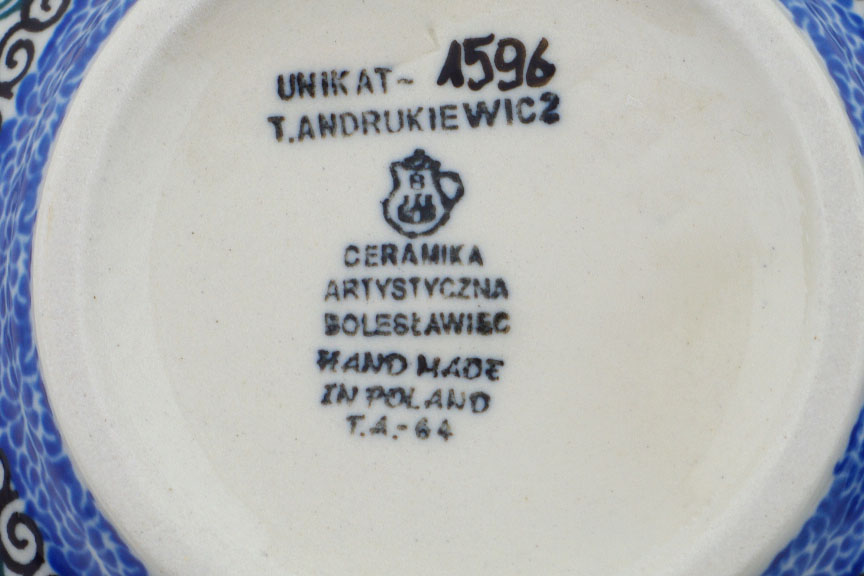 UNIKAT~ 1596
T.ANDRUKIEWICZ
B
CERAMIKA
ARTYSTYCZNA
BOLESŁAWIEC
HAND MADE
IN POLAND
T.A.-64